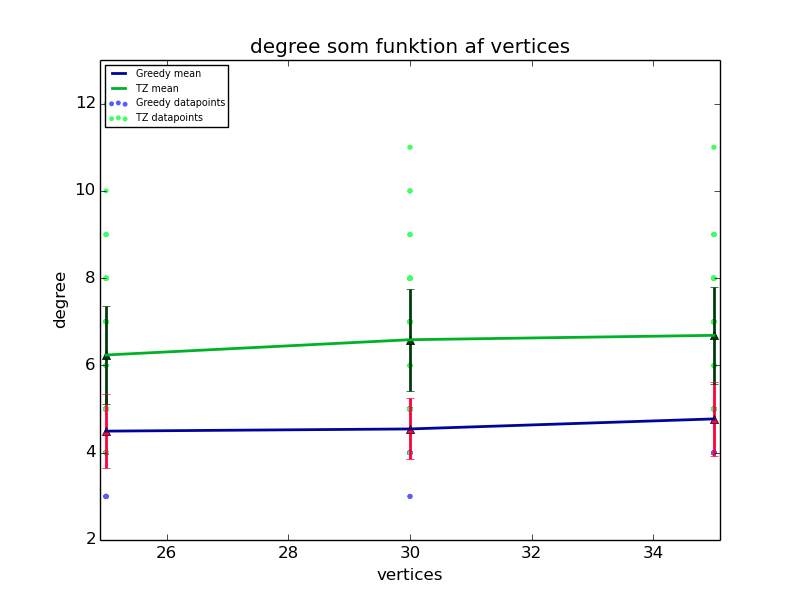 degree som funktion af vertices
Greedy mean
TZ mean
Greedy datapoints
TZ datapoints
12
10
8
6
4
2
degree
26
28
30
32
34
vertices